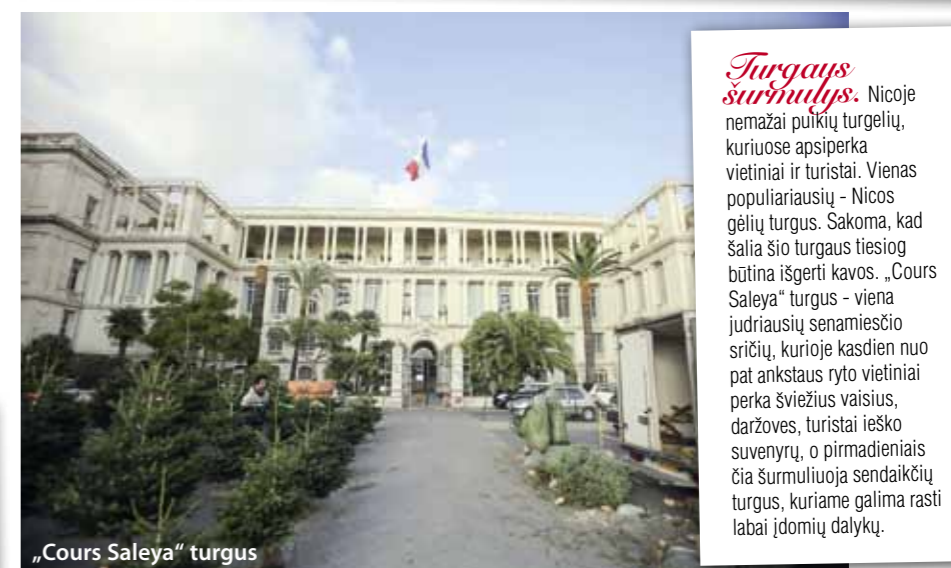 Turgaus
šurmulys. Nicoje
nemažai puikių turgelių,
kuriuose apsiperka
vietiniai ir turistai. Vienas
populiariausių - Nicos
gėlių turgus. Sakoma, kad
šalia šio turgaus tiesiog
būtina išgerti kavos. „Cours
Saleya“ turgus - viena
judriausių senamiesčio
sričių, kurioje kasdien nuo
pat ankstaus ryto vietiniai
perka šviežius vaisius,
daržoves, turistai ieško
suvenyrų, o pirmadieniais
čia šurmuliuoja sendaikčių
turgus, kuriame galima rasti
labai įdomių dalykų.
„Cours Saleya“ turgus